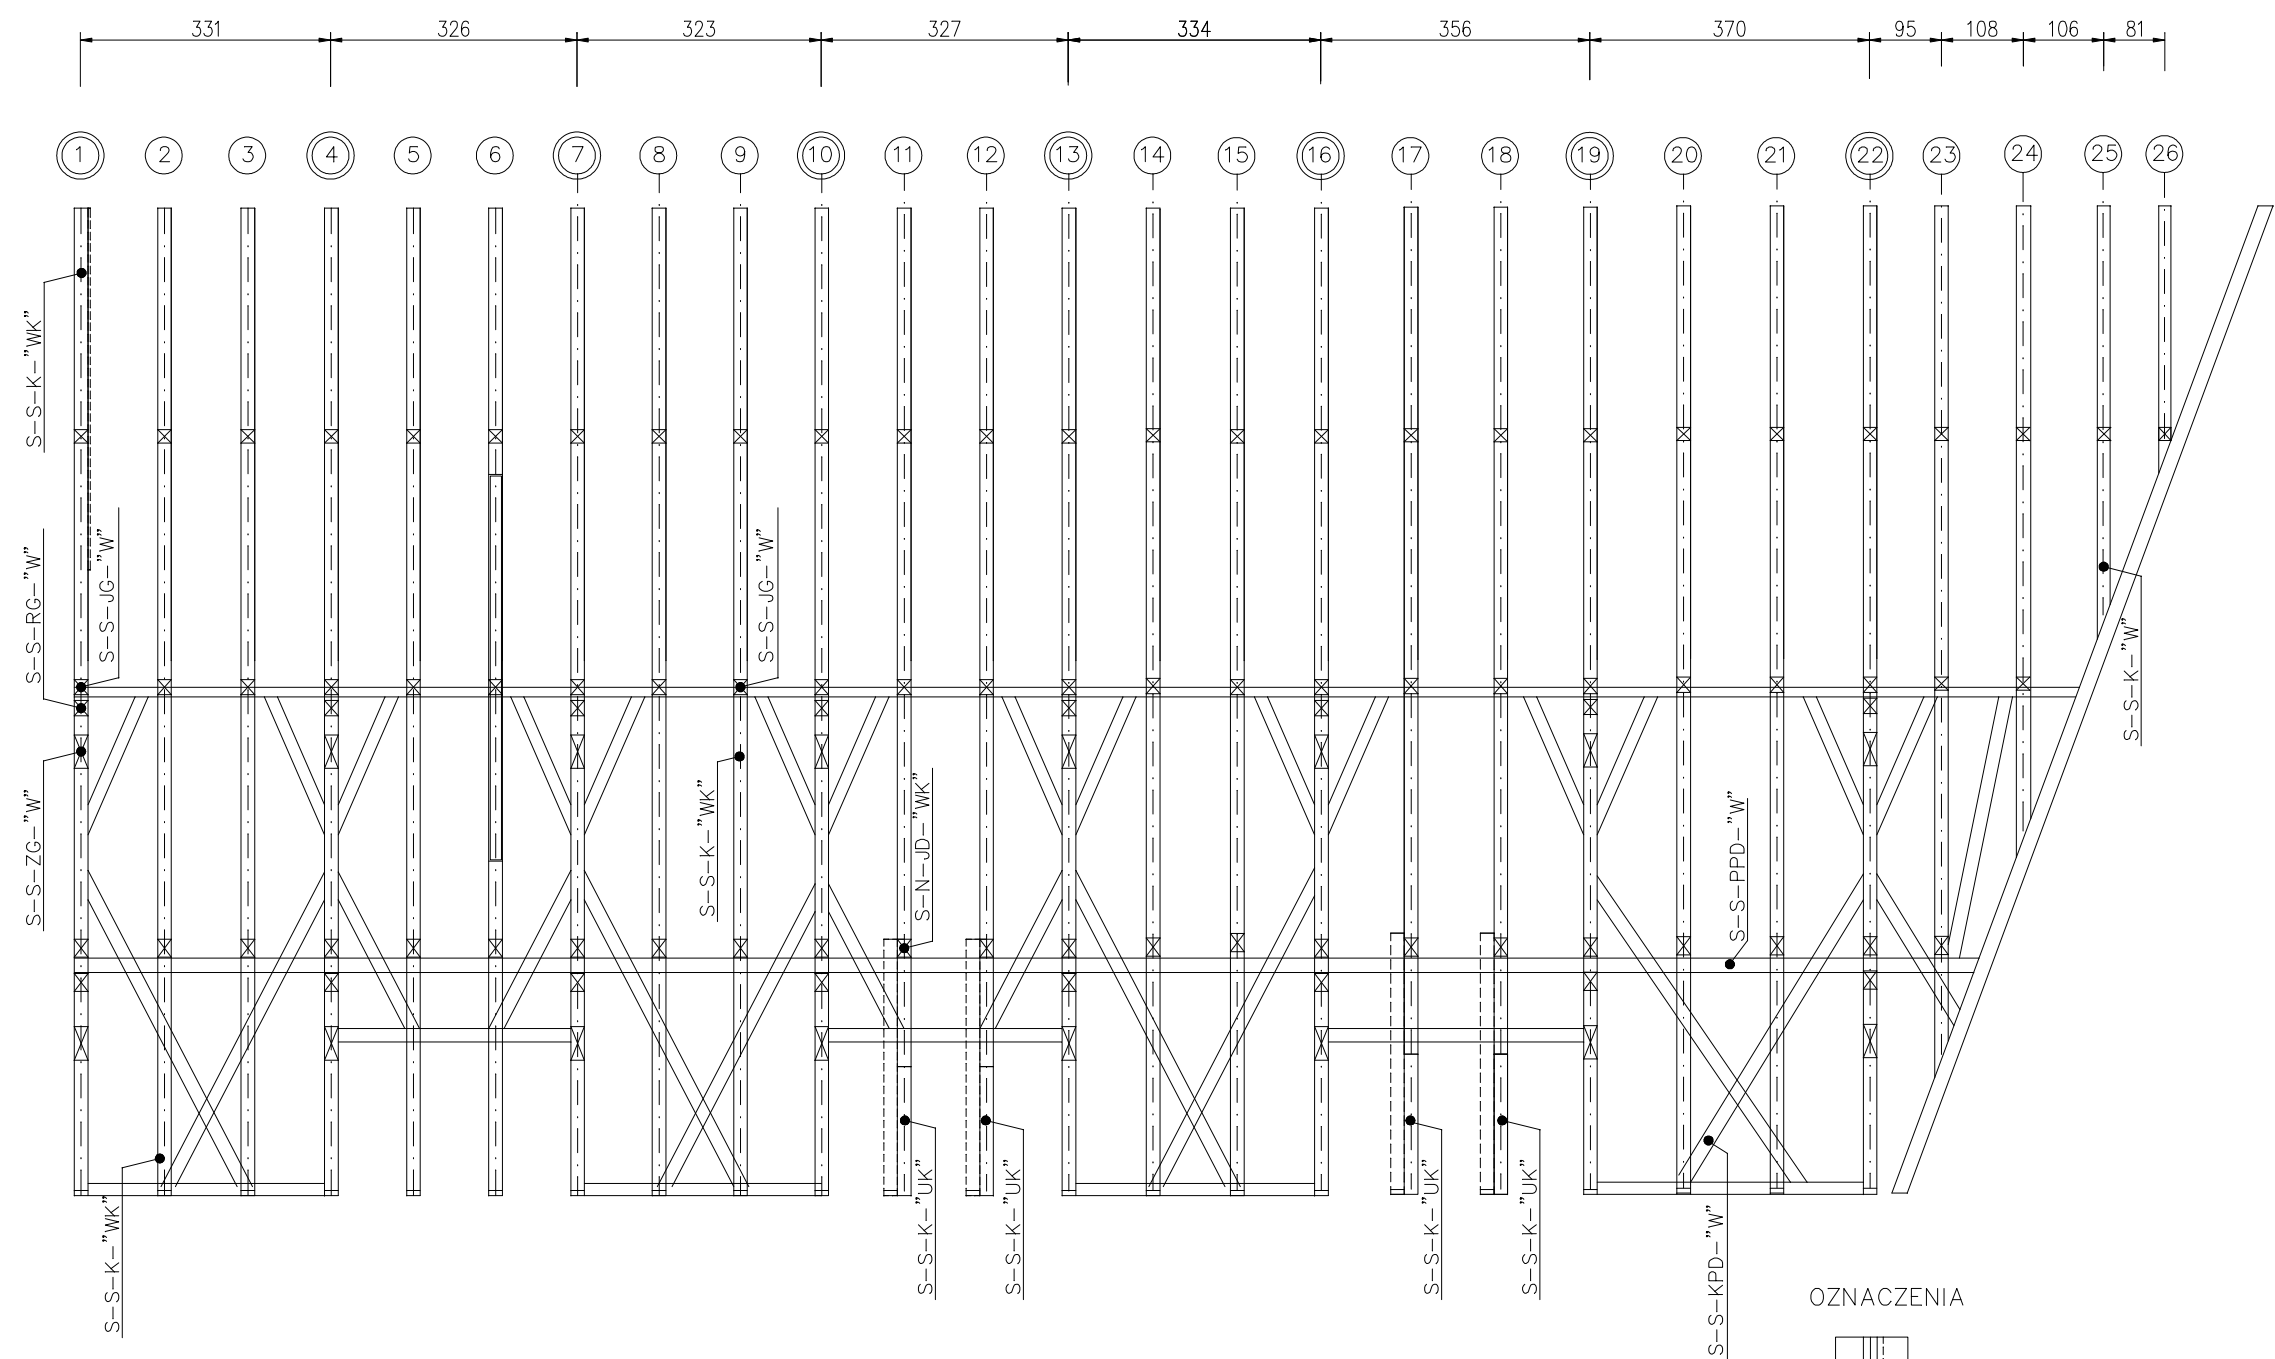 331 326 323 327 334 356 370 95 108 106 81
1 2 3 4 5 6 7 8 9 10 11 12 13 14 15 16 17 18 19 20 21 22 23 24 25 26
S-S-K-"WK"
S-S-RG-"W"
S-S-JG-"W"
S-S-JG-"W"
S-S-K-"W"
S-S-ZG-"W"
S-S-K-"WK"
S-N-JD-"WK"
S-S-PPD-"W"
S-S-K-"WK"
S-S-K-"UK"
S-S-K-"UK"
S-S-K-"UK"
S-S-K-"UK"
S-S-KPD-"W"
OZNACZENIA